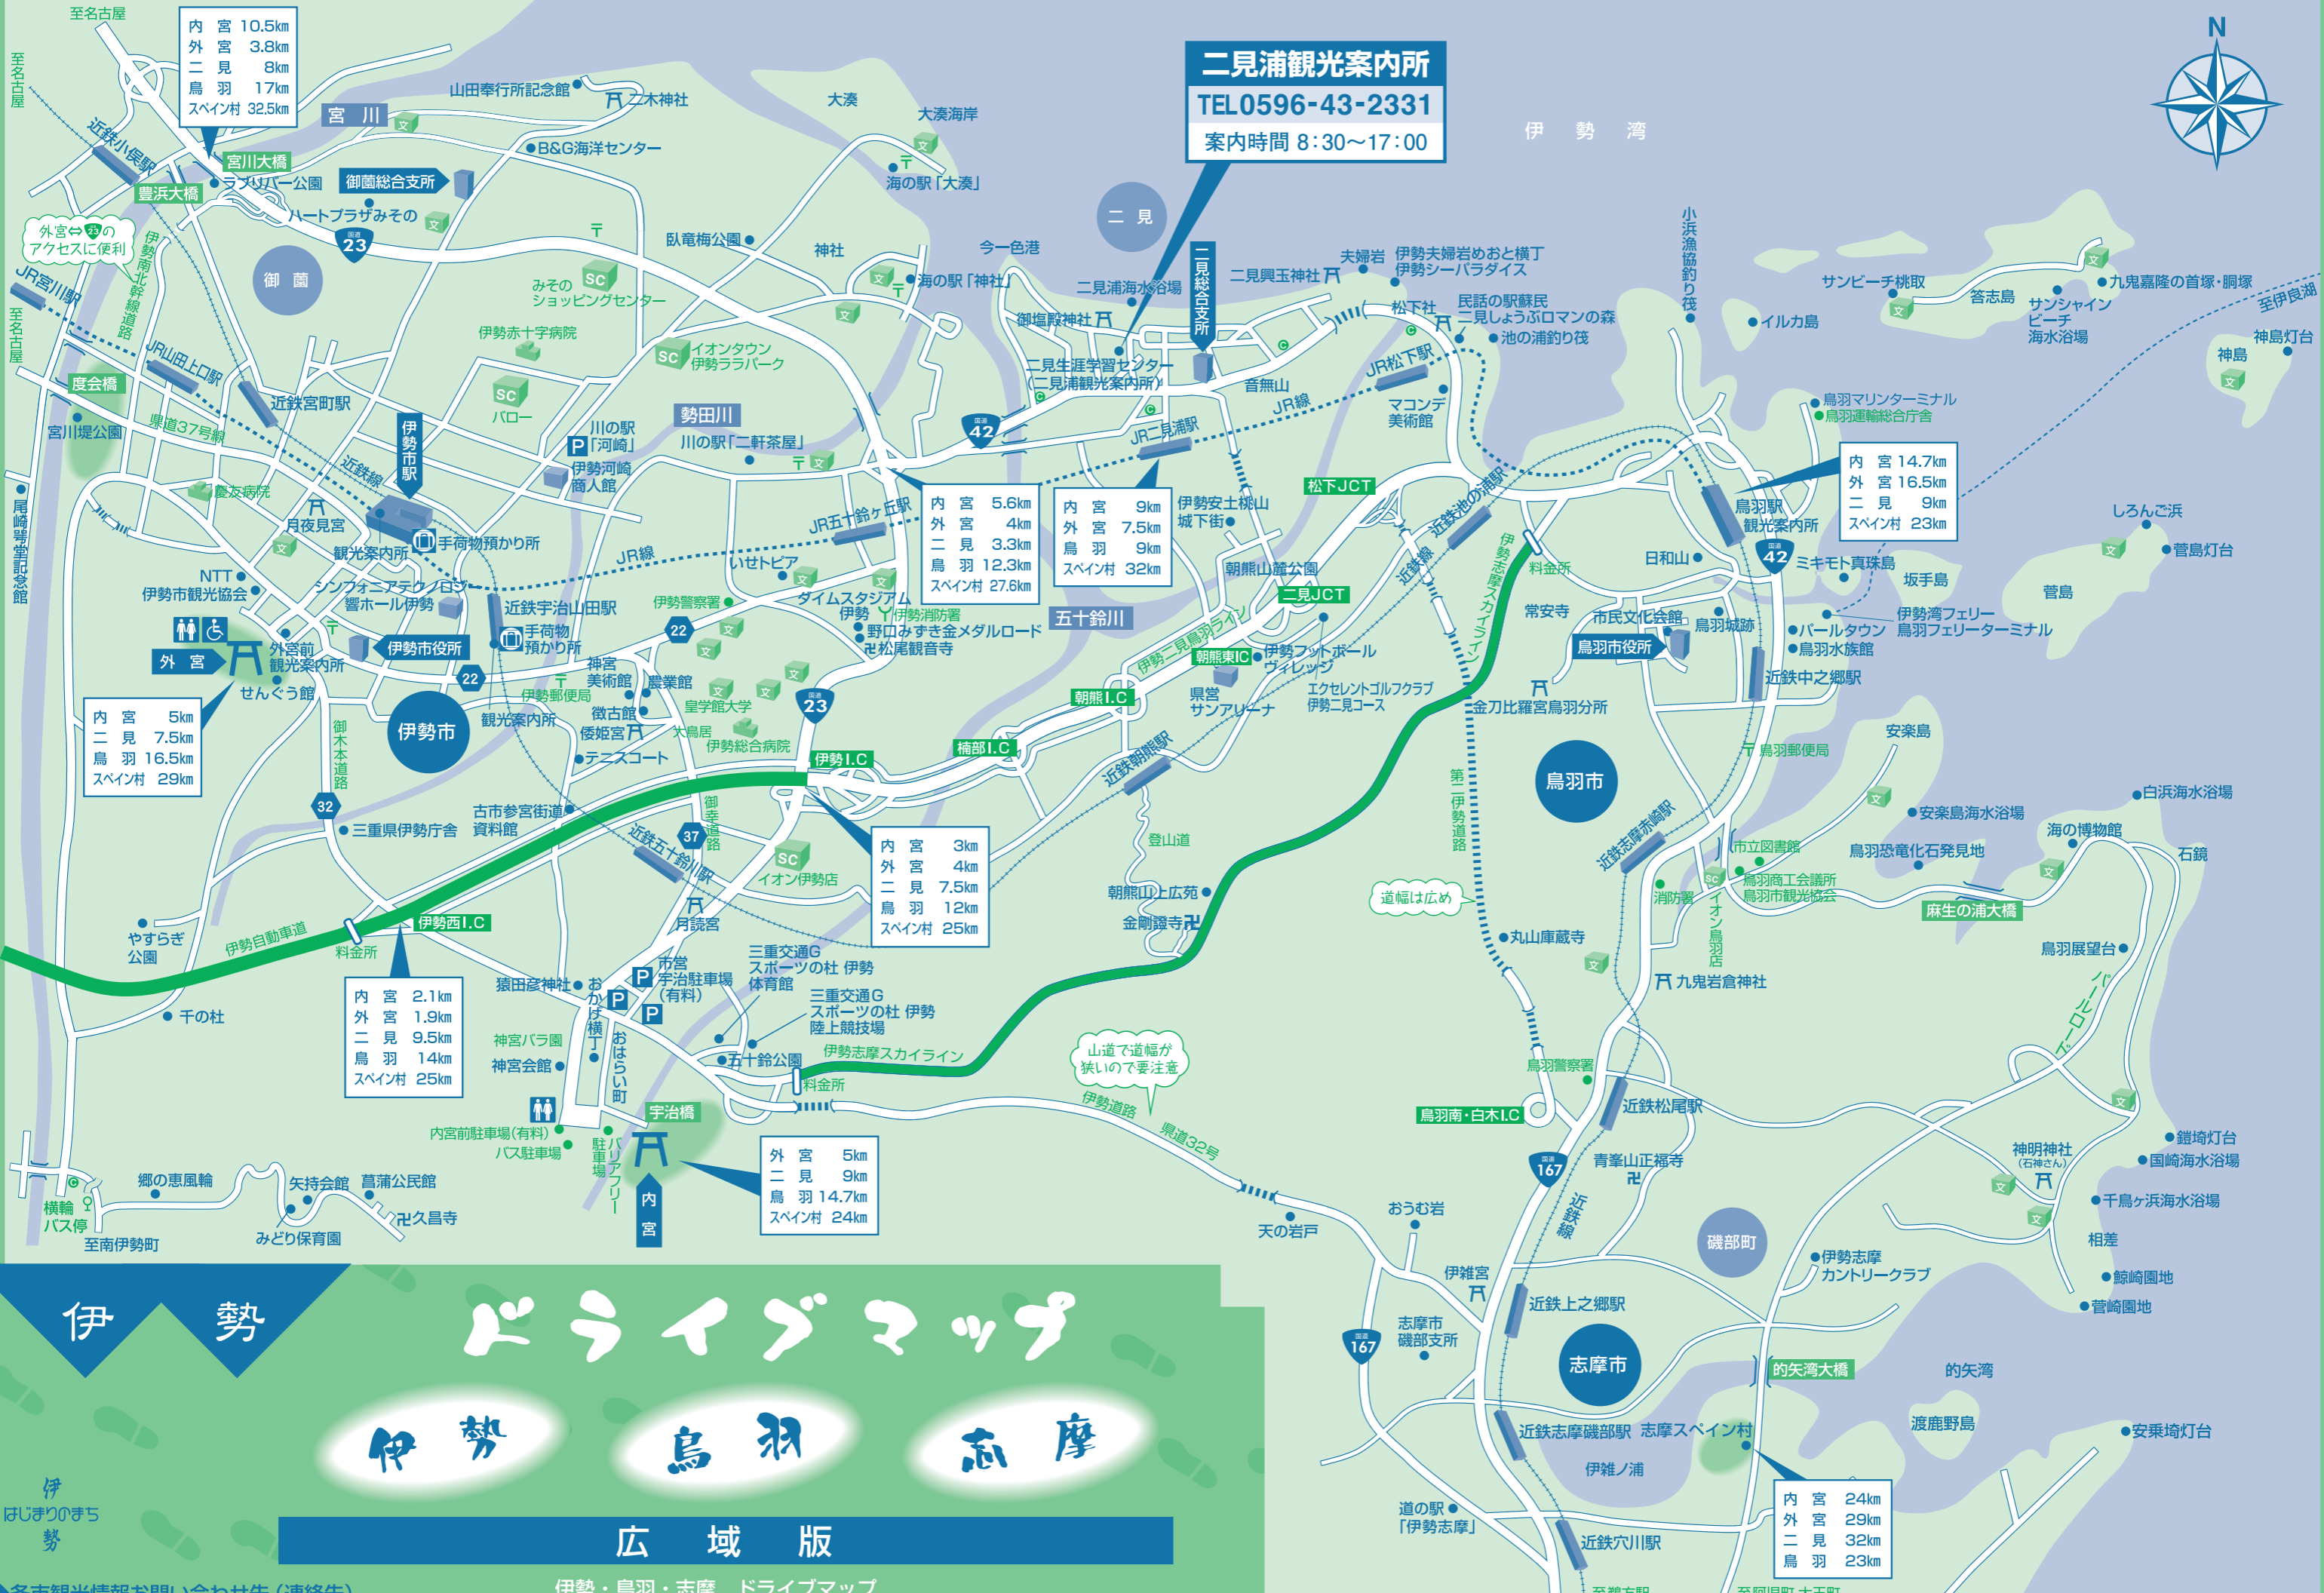 至名古屋
至名古屋
内宮 10.5km
外宮 3.8km
二見 8km
鳥羽 17km
スペイン村 32.5km
宮川
山田奉行所記念館
二木神社
大湊
大湊海岸
二見浦観光案内所
TEL0596-43-2331
案内時間 8:30〜17:00
伊勢湾
N
近鉄小俣駅
宮川大橋
B&G海洋センター
豊浜大橋
ラブリバー公園
御薗総合支所
海の駅「大湊」
ハートプラザみその
外宮⇔23の
アクセスに便利
伊勢南北幹線道路
国道
23
御薗
臥竜梅公園
神社
今一色港
二見
二見総合支所
二見興玉神社
夫婦岩
伊勢夫婦岩めおと横丁
伊勢シーパラダイス
小浜漁協釣り筏
サンビーチ桃取
答志島
九鬼嘉隆の首塚・胴塚
サンシャイン
ビーチ
海水浴場
至伊良湖
神島灯台
神島
JR宮川駅
至名古屋
みその
ショッピングセンター
SC
海の駅「神社」
二見浦海水浴場
御塩殿神社
松下社
民話の駅蘇民
二見しょうぶロマンの森
池の浦釣り筏
イルカ島
伊勢赤十字病院
SC
イオンタウン
伊勢ララパーク
二見生涯学習センター
(二見浦観光案内所)
音無山
JR松下駅
JR山田上口駅
度会橋
宮川堤公園
県道37号線
近鉄宮町駅
SC
バロー
勢田川
国道
42
JR線
マコンデ
美術館
鳥羽マリンターミナル
鳥羽運輸総合庁舎
伊勢市駅
近鉄線
川の駅
「河崎」
P
川の駅「二軒茶屋」
JR二見浦駅
伊勢河崎
商人館
松下JCT
近鉄池の浦駅
内宮 14.7km
外宮 16.5km
二見 9km
スペイン村 23km
尾崎咢堂記念館
慶友病院
月夜見宮
観光案内所
手荷物預かり所
JR五十鈴ヶ丘駅
内宮 5.6km
外宮 4km
二見 3.3km
鳥羽 12.3km
スペイン村 27.6km
内宮 9km
外宮 7.5km
鳥羽 9km
スペイン村 32km
伊勢安土桃山
城下街
鳥羽駅
観光案内所
国道
42
しろんご浜
菅島灯台
菅島
JR線
いせトピア
朝熊山麓公園
近鉄線
伊勢志摩スカイライン
料金所
日和山
ミキモト真珠島
坂手島
NTT
伊勢市観光協会
シンフォニアテクノロジー
響ホール伊勢
近鉄宇治山田駅
手荷物
預かり所
伊勢警察署
22
ダイムスタジアム
伊勢
伊勢消防署
野口みずき金メダルロード
松尾観音寺
五十鈴川
二見JCT
伊勢二見鳥羽ライン
朝熊東IC
伊勢フットボール
ヴィレッジ
常安寺
市民文化会館
鳥羽城跡
鳥羽市役所
伊勢湾フェリー
鳥羽フェリーターミナル
パールタウン
鳥羽水族館
外宮
外宮前
観光案内所
せんぐう館
伊勢市役所
22
伊勢郵便局
観光案内所
神宮
美術館
農業館
徴古館
倭姫宮
皇学館大学
大鳥居
伊勢総合病院
国道
23
朝熊I.C
県営
サンアリーナ
エクセレントゴルフクラブ
伊勢二見コース
金刀比羅宮鳥羽分所
近鉄中之郷駅
内宮 5km
二見 7.5km
鳥羽 16.5km
スペイン村 29km
御木本道路
伊勢市
テニスコート
伊勢I.C
楠部I.C
近鉄朝熊駅
第二伊勢道路
鳥羽市
鳥羽郵便局
安楽島
32
三重県伊勢庁舎
古市参宮街道
資料館
御幸道路
37
近鉄五十鈴川駅
SC
イオン伊勢店
月読宮
内宮 3km
外宮 4km
二見 7.5km
鳥羽 12km
スペイン村 25km
登山道
朝熊山上広苑
金剛證寺
道幅は広め
近鉄志摩赤崎駅
消防署
市立図書館
SC
鳥羽商工会議所
鳥羽市観光協会
イオン鳥羽店
安楽島海水浴場
鳥羽恐竜化石発見地
白浜海水浴場
海の博物館
石鏡
麻生の浦大橋
やすらぎ
公園
伊勢自動車道
料金所
伊勢西I.C
内宮 2.1km
外宮 1.9km
二見 9.5km
鳥羽 14km
スペイン村 25km
千の杜
猿田彦神社
おかげ横丁
P
P
P
市営
宇治駐車場
(有料)
三重交通G
スポーツの杜 伊勢
体育館
三重交通G
スポーツの杜 伊勢
陸上競技場
丸山庫蔵寺
九鬼岩倉神社
鳥羽展望台
パールロード
神宮バラ園
神宮会館
おはらい町
五十鈴公園
伊勢志摩スカイライン
料金所
山道で道幅が
狭いので要注意
伊勢道路
県道32号
鳥羽警察署
鳥羽南・白木I.C
近鉄松尾駅
内宮前駐車場(有料)
バス駐車場
バリアフリー
駐車場
宇治橋
内宮
外宮 5km
二見 9km
鳥羽 14.7km
スペイン村 24km
国道
167
青峯山正福寺
神明神社
(石神さん)
鎧埼灯台
国崎海水浴場
千鳥ヶ浜海水浴場
相差
鯨崎園地
菅崎園地
横輪
バス停
郷の恵風輪
矢持会館
菖蒲公民館
久昌寺
みどり保育園
至南伊勢町
天の岩戸
おうむ岩
近鉄線
磯部町
伊勢志摩
カントリークラブ
伊雑宮
近鉄上之郷駅
志摩市
磯部支所
国道
167
志摩市
的矢湾大橋
的矢湾
渡鹿野島
安乗埼灯台
近鉄志摩磯部駅
志摩スペイン村
伊雑ノ浦
道の駅
「伊勢志摩」
近鉄穴川駅
内宮 24km
外宮 29km
二見 32km
鳥羽 23km
伊勢
ドライブマップ
伊勢 鳥羽 志摩
伊
はじまりのまち
勢
広域版
伊勢・鳥羽・志摩 ドライブマップ
各市観光情報お問い合わせ先(連絡先)
至鵜方駅
至阿児町 大王町